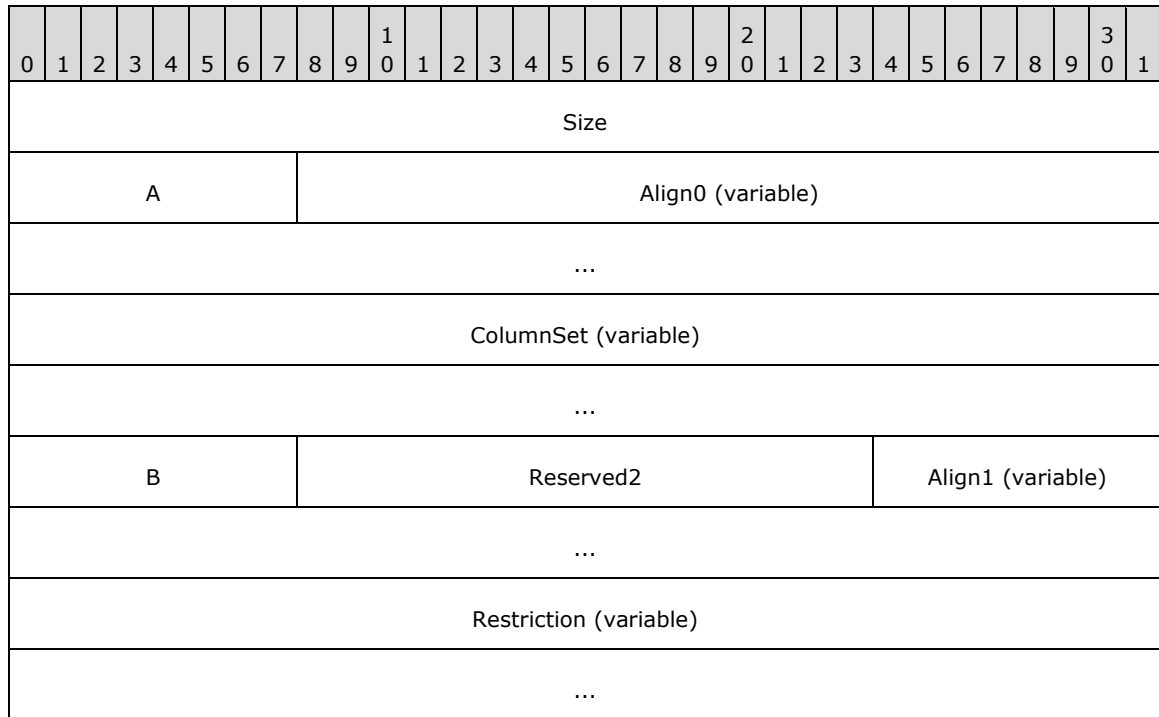 1 2 3
0 1 2 3 4 5 6 7 8 9 0 1 2 3 4 5 6 7 8 9 0 1 2 3 4 5 6 7 8 9 0 1
Size
A Align0 (variable)
...
ColumnSet (variable)
...
B Reserved2 Align1 (variable)
...
Restriction (variable)
...